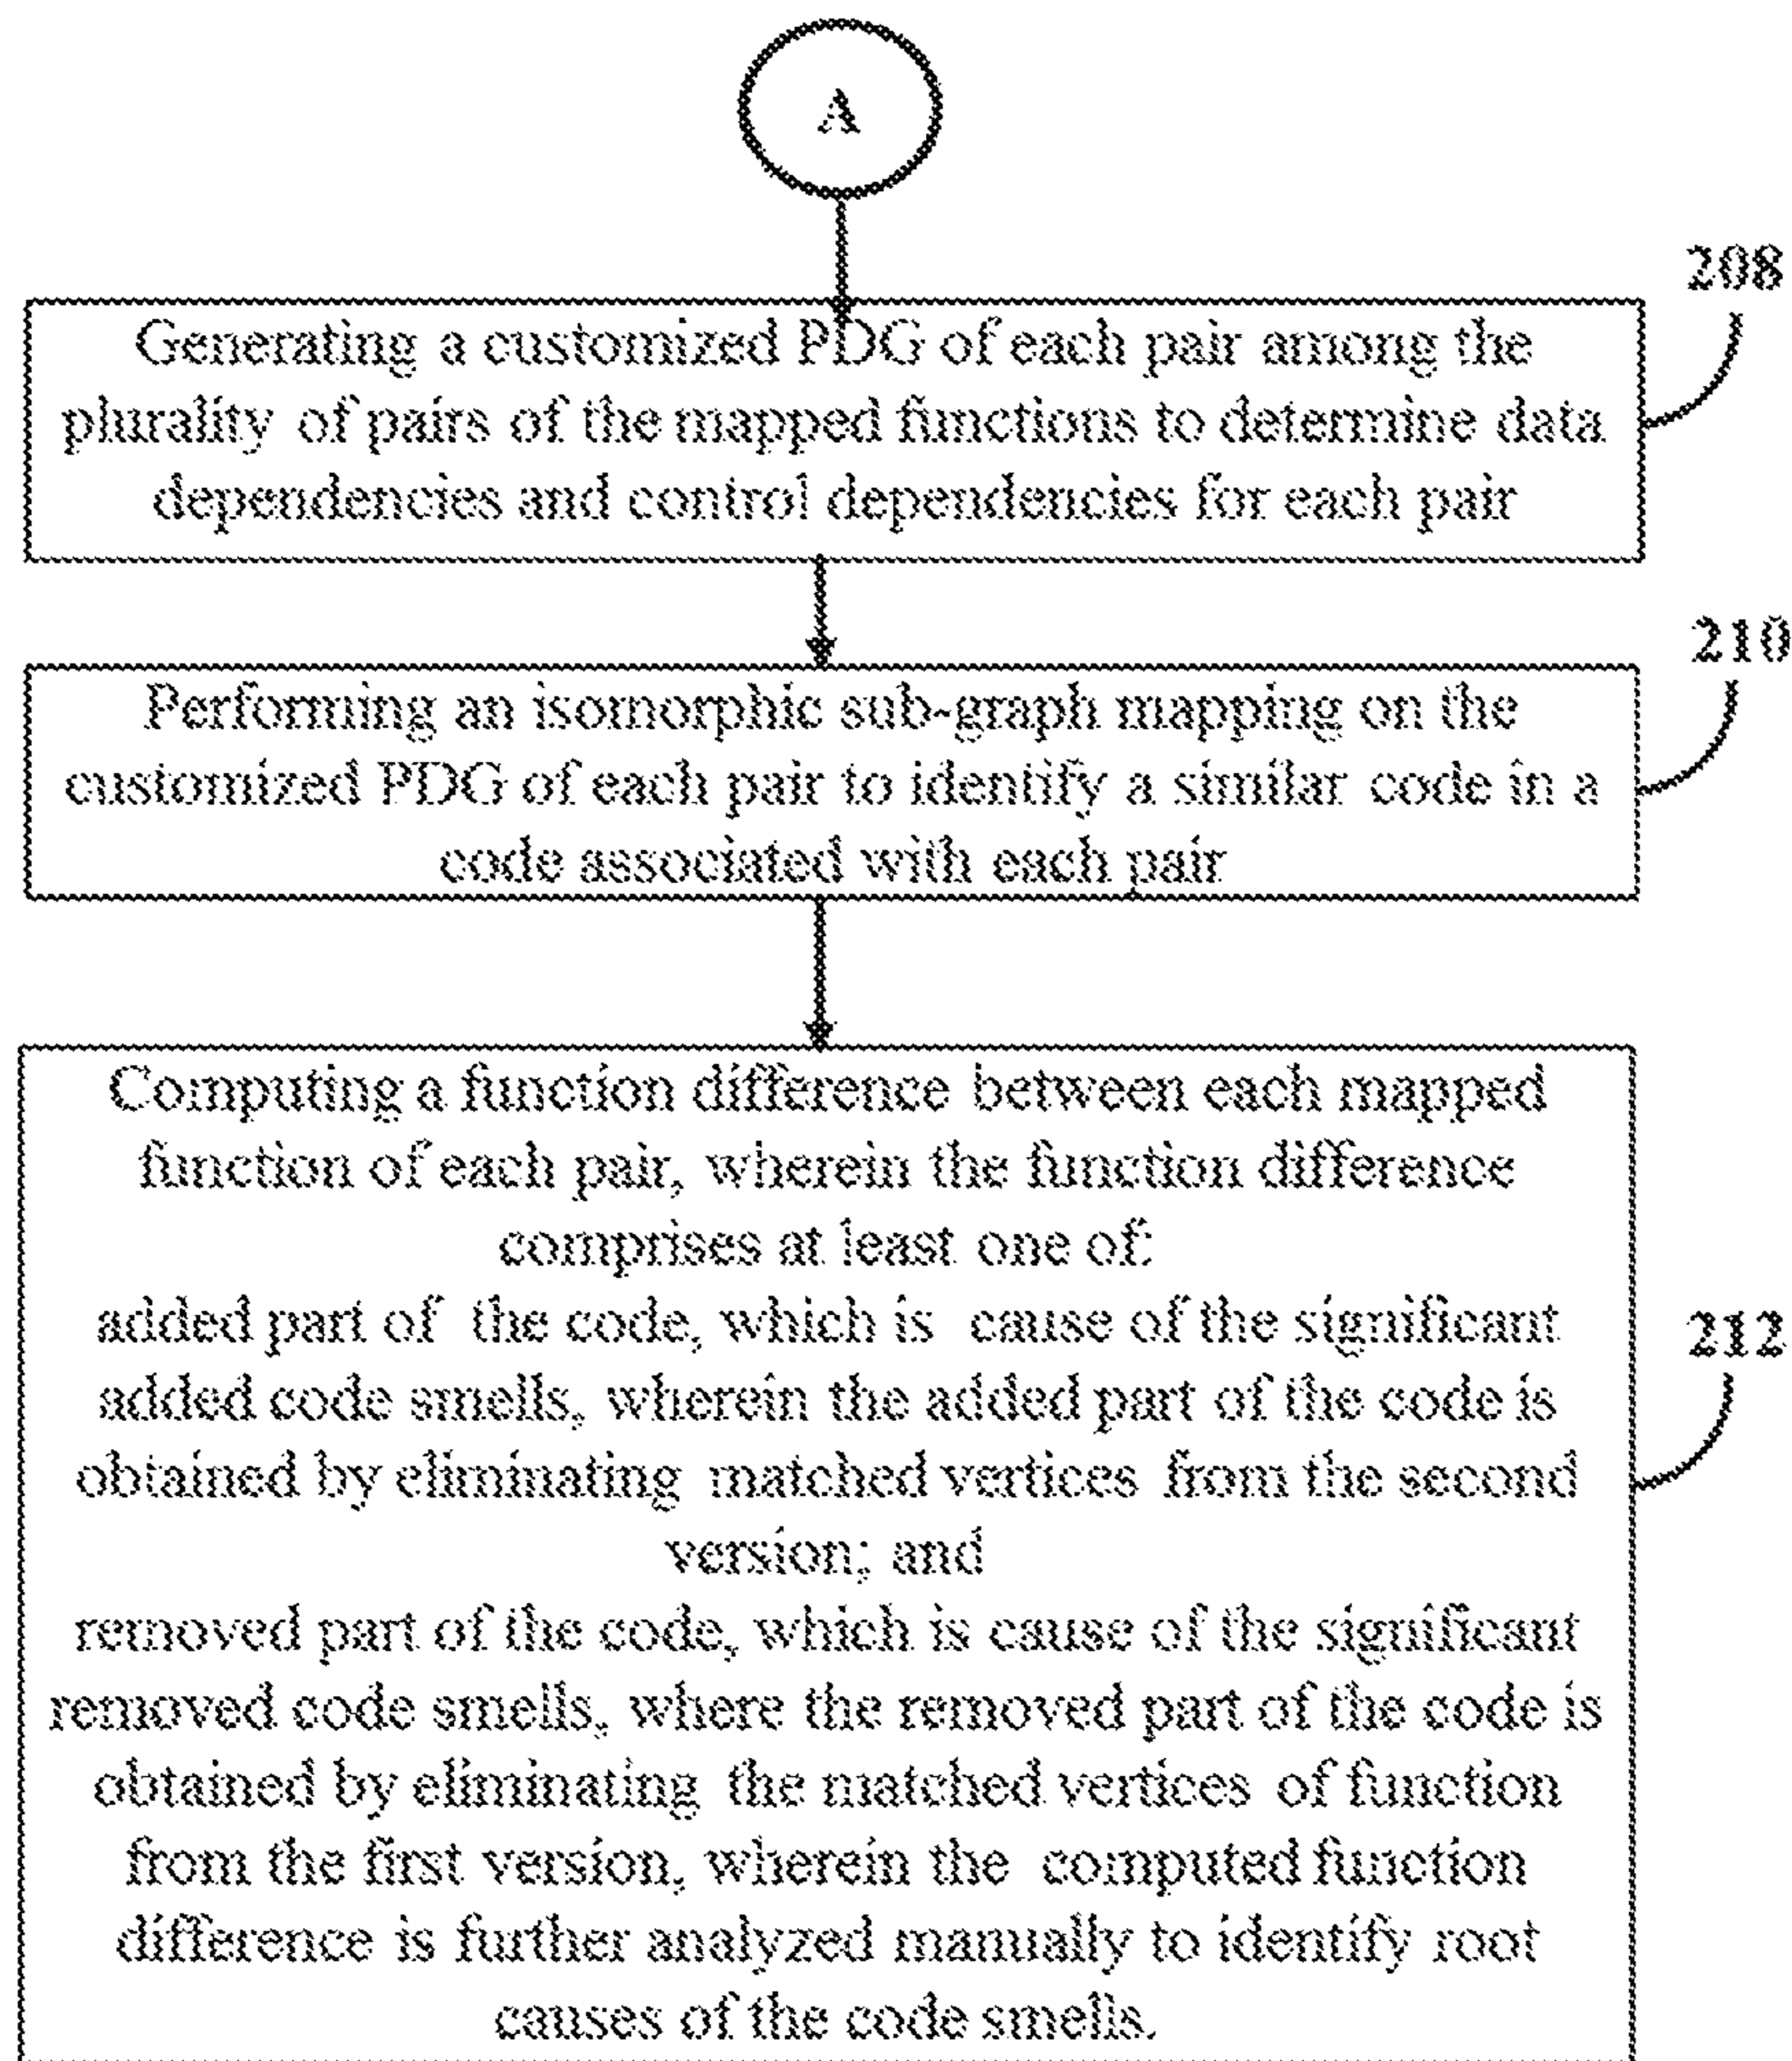 A
208
Generating a customized PDG of each pair among the
plurality of pairs of the mapped functions to determine data
dependencies and control dependencies for each pair
210
Performing an isomorphic sub-graph mapping on the
customized PDG of each pair to identify a similar code in a
code associated with each pair
Computing a function difference between each mapped
function of each pair, wherein the function difference
comprises at least one of:
added part of the code, which is cause of the significant
added code smells, wherein the added part of the code is
obtained by eliminating matched vertices from the second
version; and
212
removed part of the code, which is cause of the significant
removed code smells, where the removed part of the code is
obtained by eliminating the matched vertices of function
from the first version, wherein the computed function
difference is further analyzed manually to identify root
causes of the code smells.